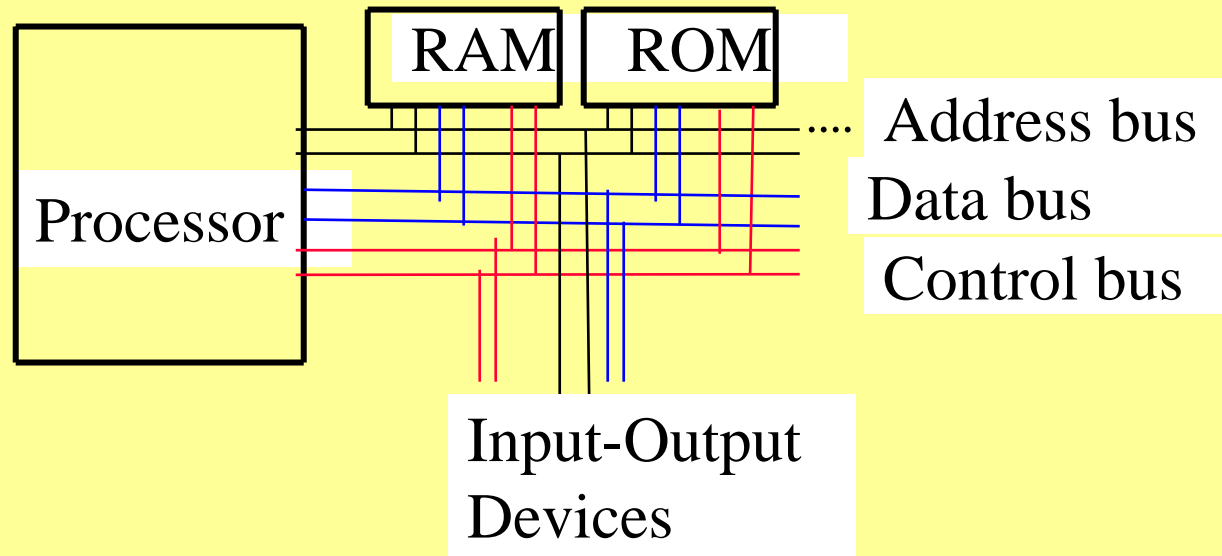 RAM
ROM
.... Address bus
Processor
Data bus
Control bus
Input-Output
Devices